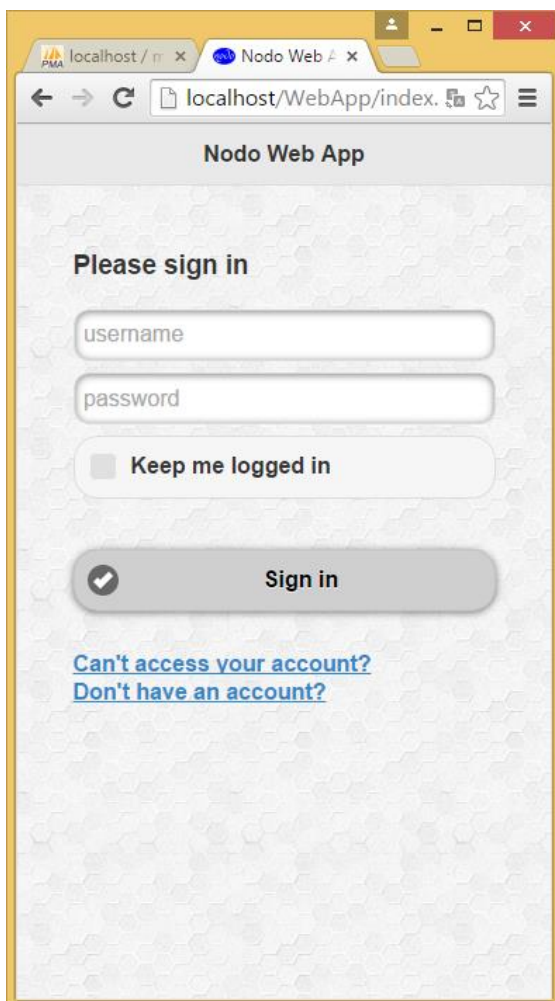 PMA localhost / m
Nodo Web A
localhost/WebApp/index.
Nodo Web App
Please sign in
username
password
Keep me logged in
Sign in
Can't access your account?
Don't have an account?